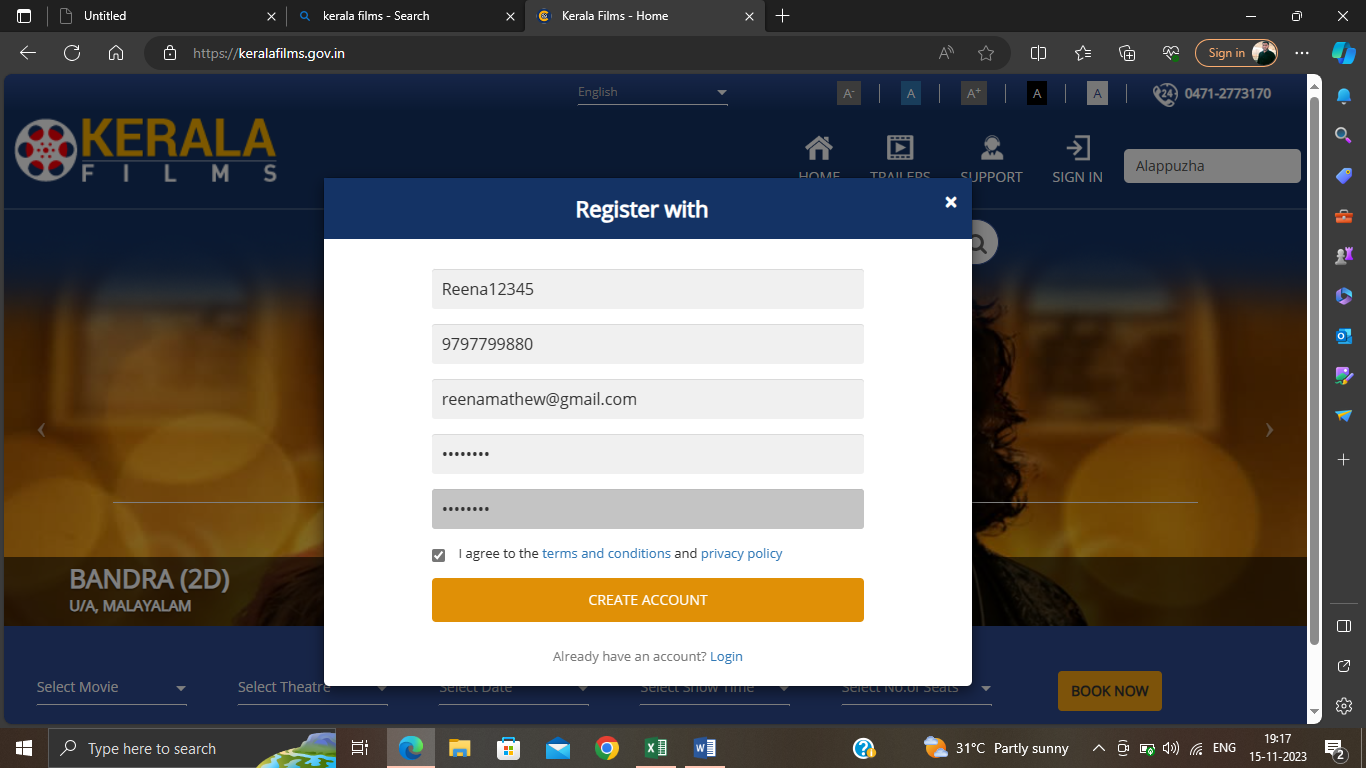 Untitled
kerala films - Search
Kerala Films - Home
https://keralafilms.gov.in
Sign in
English
A-
A
A+
A
A
24
0471-2773170
KERALA
FILMS
HOME
TRAILERS
SUPPORT
SIGN IN
Alappuzha
Register with
Reena12345
9797799880
reenamathew@gmail.com
••••••••
••••••••
I agree to the terms and conditions and privacy policy
CREATE ACCOUNT
Already have an account? Login
BANDRA (2D)
U/A, MALAYALAM
Select Movie
Select Theatre
Select Date
Select Show Time
Select No.of Seats
BOOK NOW
Type here to search
31°C Partly sunny
ENG
19:17
15-11-2023
2